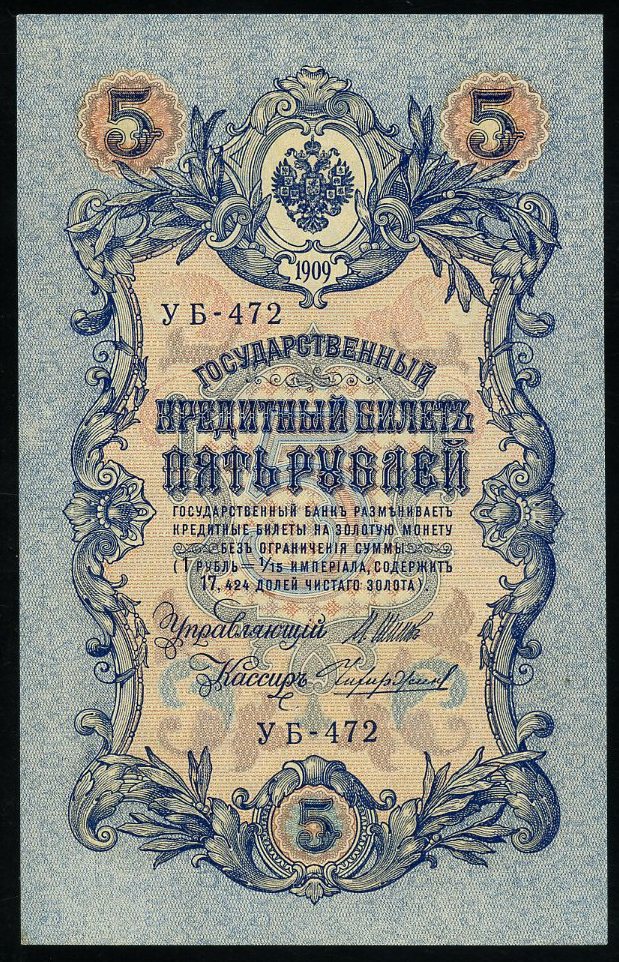 5 5
1909
УБ-472
ГОСУДАРСТВЕННЫЙ
КРЕДИТНЫЙ БИЛЕТЪ
ПЯТЬ РУБЛЕЙ
ГОСУДАРСТВЕННЫЙ БАНКЪ РАЗМѢНИВАЕТЪ
КРЕДИТНЫЕ БИЛЕТЫ НА ЗОЛОТУЮ МОНЕТУ
БЕЗЪ ОГРАНИЧЕНІЯ СУММЫ
(1 РУБЛЬ — 1/15 ИМПЕРІАЛА, СОДЕРЖИТЪ
17,424 ДОЛЕЙ ЧИСТАГО ЗОЛОТА).
Управляющій
Кассиръ
УБ-472
5